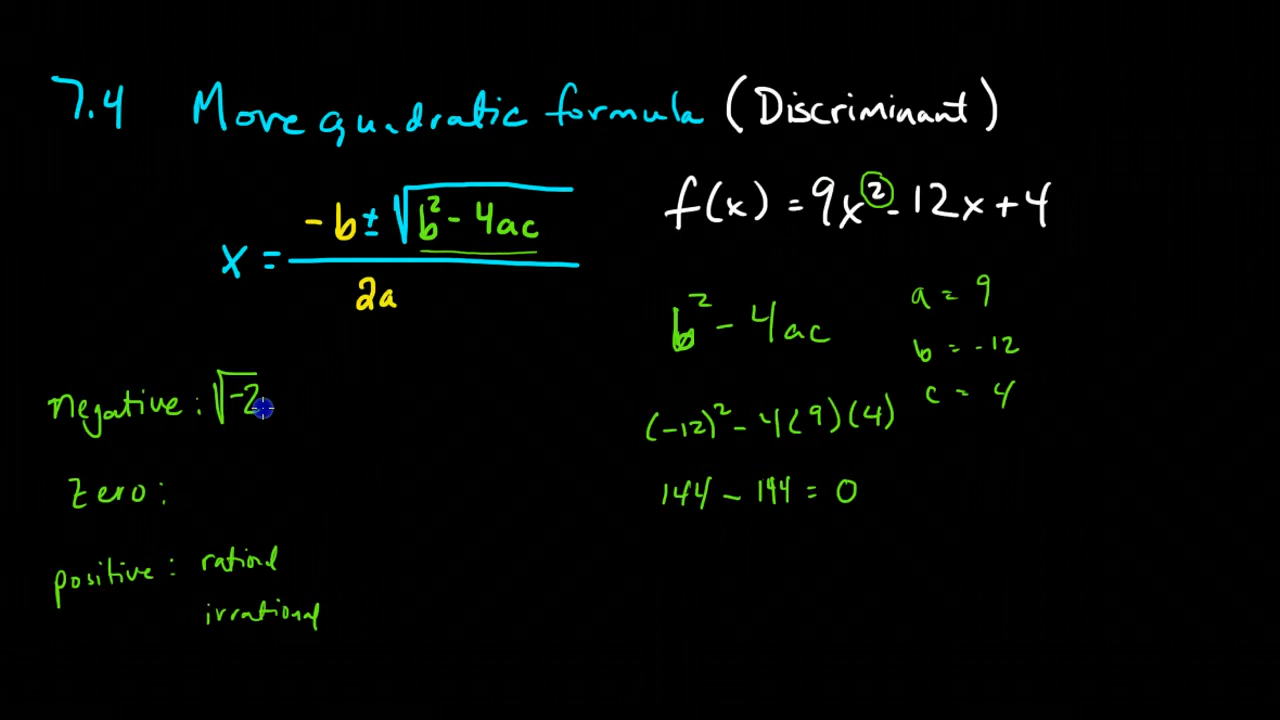 7.4 More quadratic formula (Discriminant)
x = -b ± √b² - 4ac
2a
f(x) = 9x² - 12x + 4
b² - 4ac
a = 9
b = -12
c = 4
(-12)² - 4(9)(4)
144 - 144 = 0
negative: √-2
zero:
positive: rational
irrational